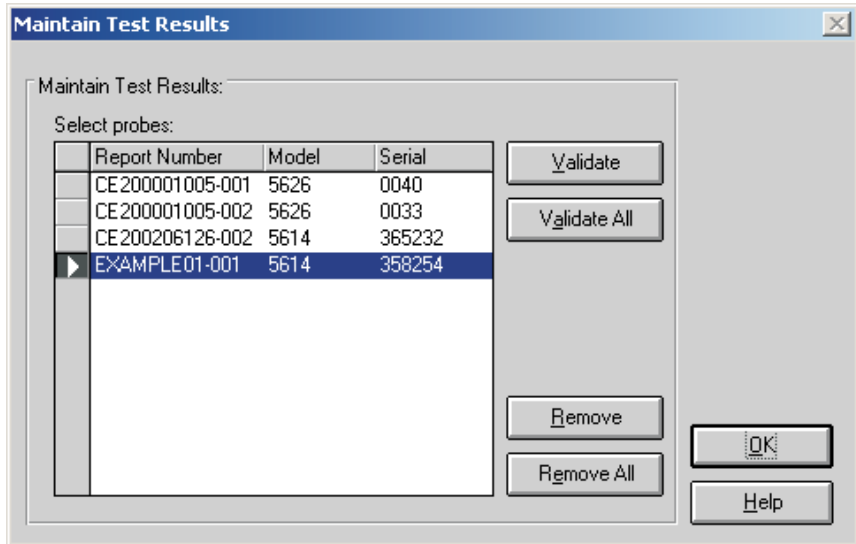 Maintain Test Results
Maintain Test Results:
Select probes:
Report Number Model Serial
CE200001005-001 5626 0040
CE200001005-002 5626 0033
CE200206126-002 5614 365232
EXAMPLE01-001 5614 358254
Validate
Validate All
Remove
Remove All
OK
Help